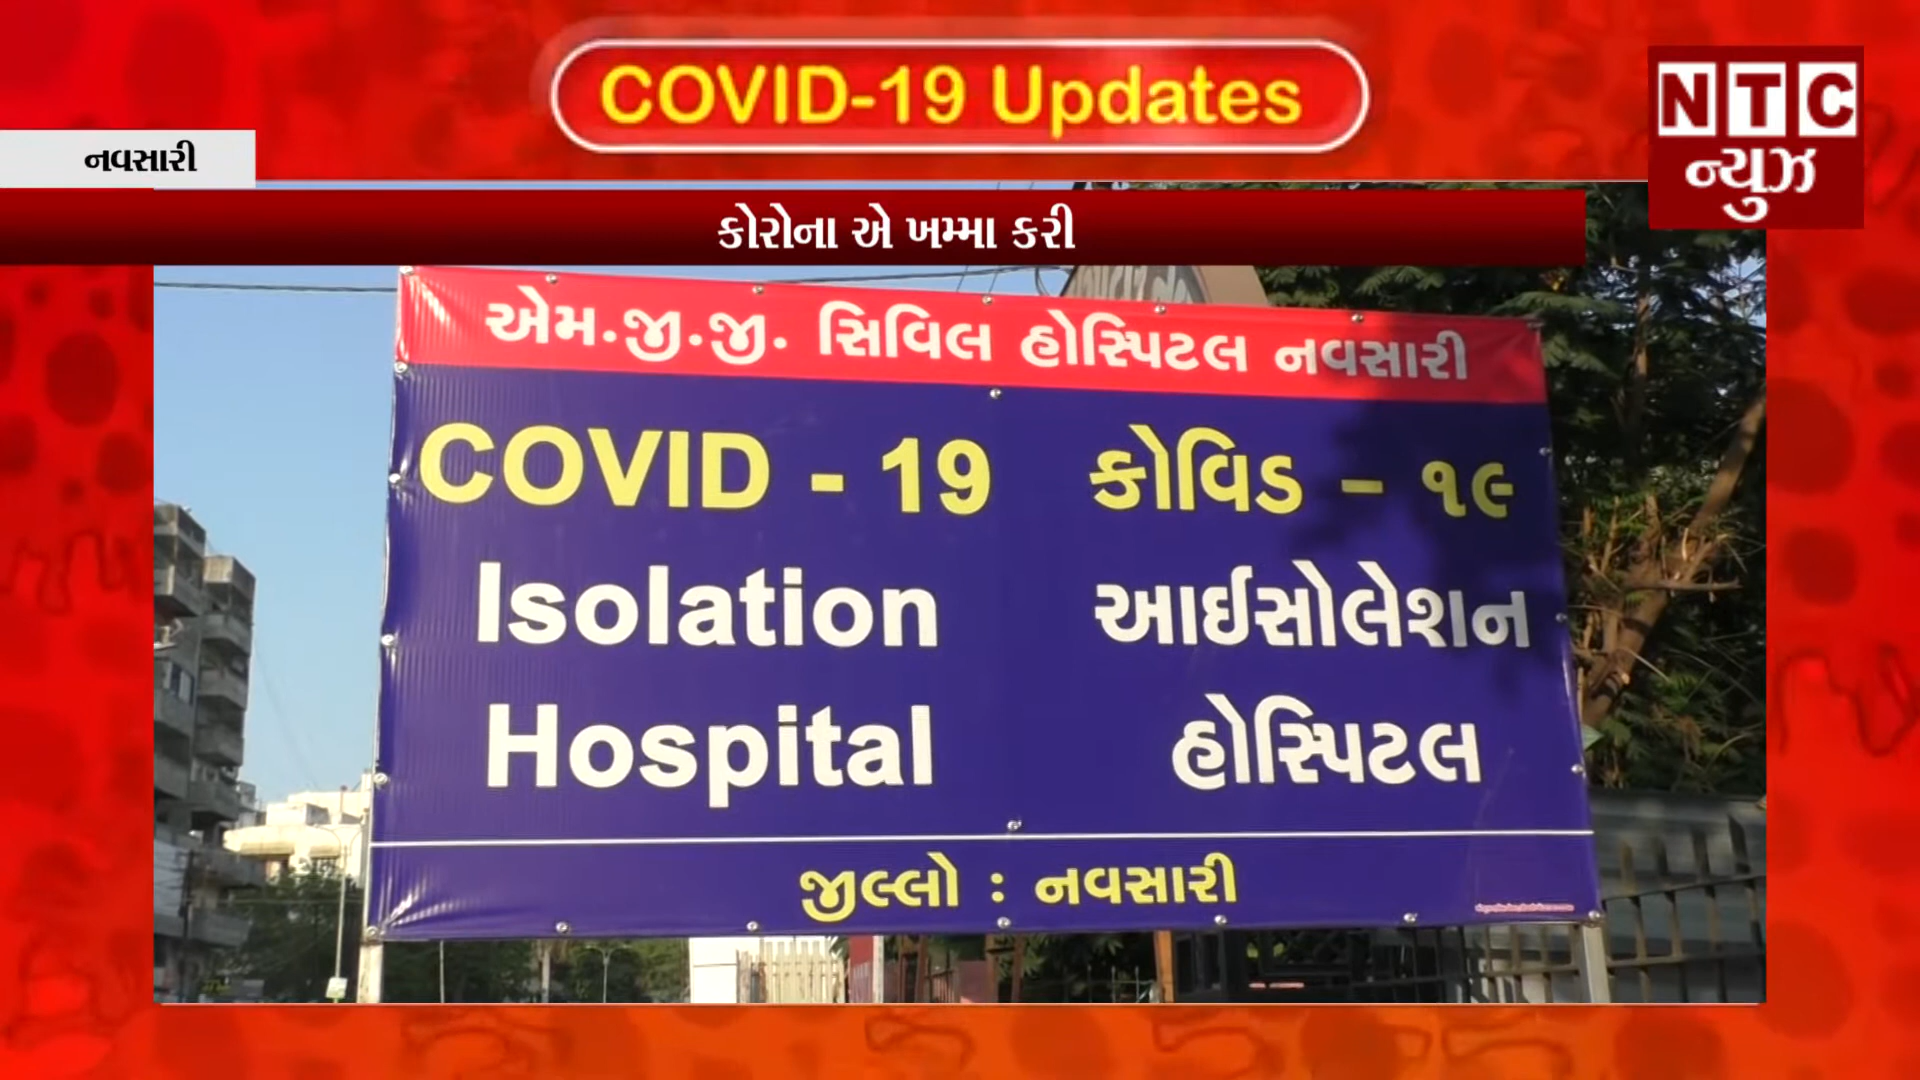 COVID-19 Updates
NTC
ન્યુઝ
નવસારી
કોરોના એ ખમ્મા કરી
એમ.જી.જી. સિવિલ હોસ્પિટલ નવસારી
COVID - 19 કોવિડ - ૧૯
Isolation આઈસોલેશન
Hospital હોસ્પિટલ
જીલ્લો : નવસારી